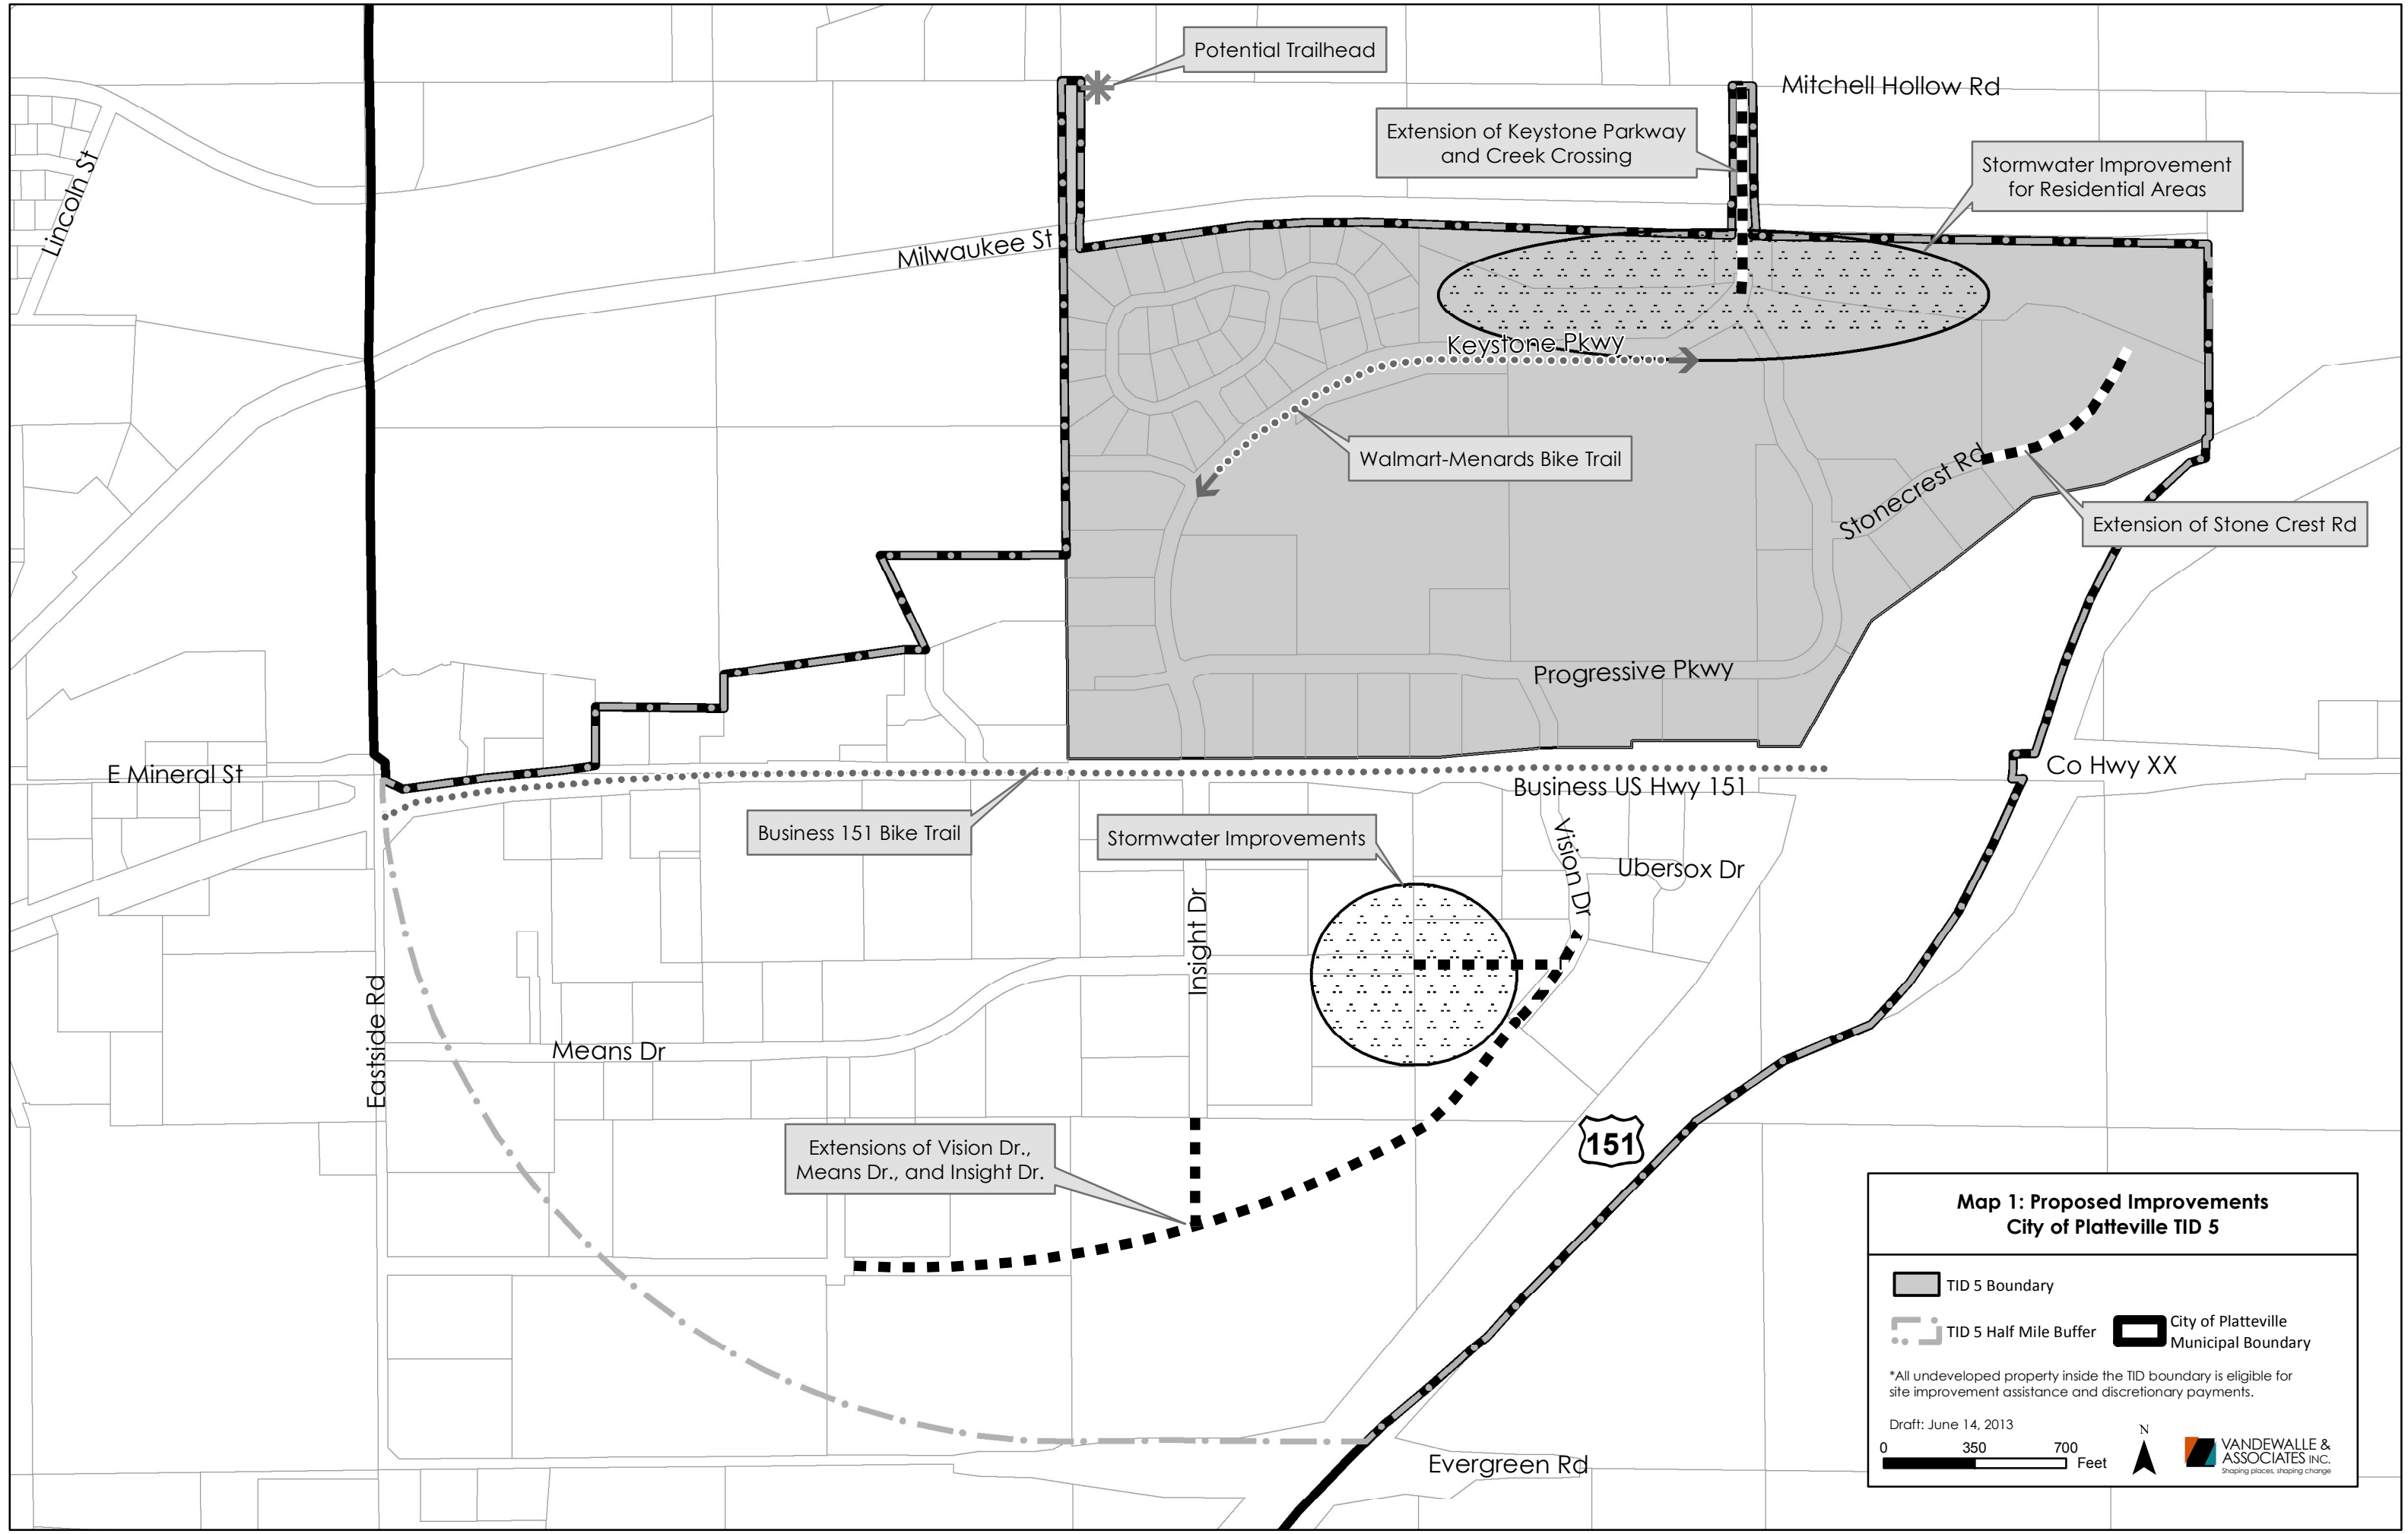 Potential Trailhead
Mitchell Hollow Rd
Extension of Keystone Parkway
and Creek Crossing
Stormwater Improvement
for Residential Areas
Lincoln St
Milwaukee St
Keystone Pkwy
Walmart-Menards Bike Trail
Stonecrest Rd
Extension of Stone Crest Rd
Progressive Pkwy
E Mineral St
Co Hwy XX
Business US Hwy 151
Business 151 Bike Trail
Stormwater Improvements
Vision Dr
Ubersox Dr
Insight Dr
Eastside Rd
Means Dr
Extensions of Vision Dr.,
Means Dr., and Insight Dr.
151
Evergreen Rd
Map 1: Proposed Improvements
City of Platteville TID 5
TID 5 Boundary
TID 5 Half Mile Buffer
City of Platteville
Municipal Boundary
*All undeveloped property inside the TID boundary is eligible for
site improvement assistance and discretionary payments.
Draft: June 14, 2013
0 350 700
Feet
N
VANDEWALLE &
ASSOCIATES INC.
Shaping places, shaping change